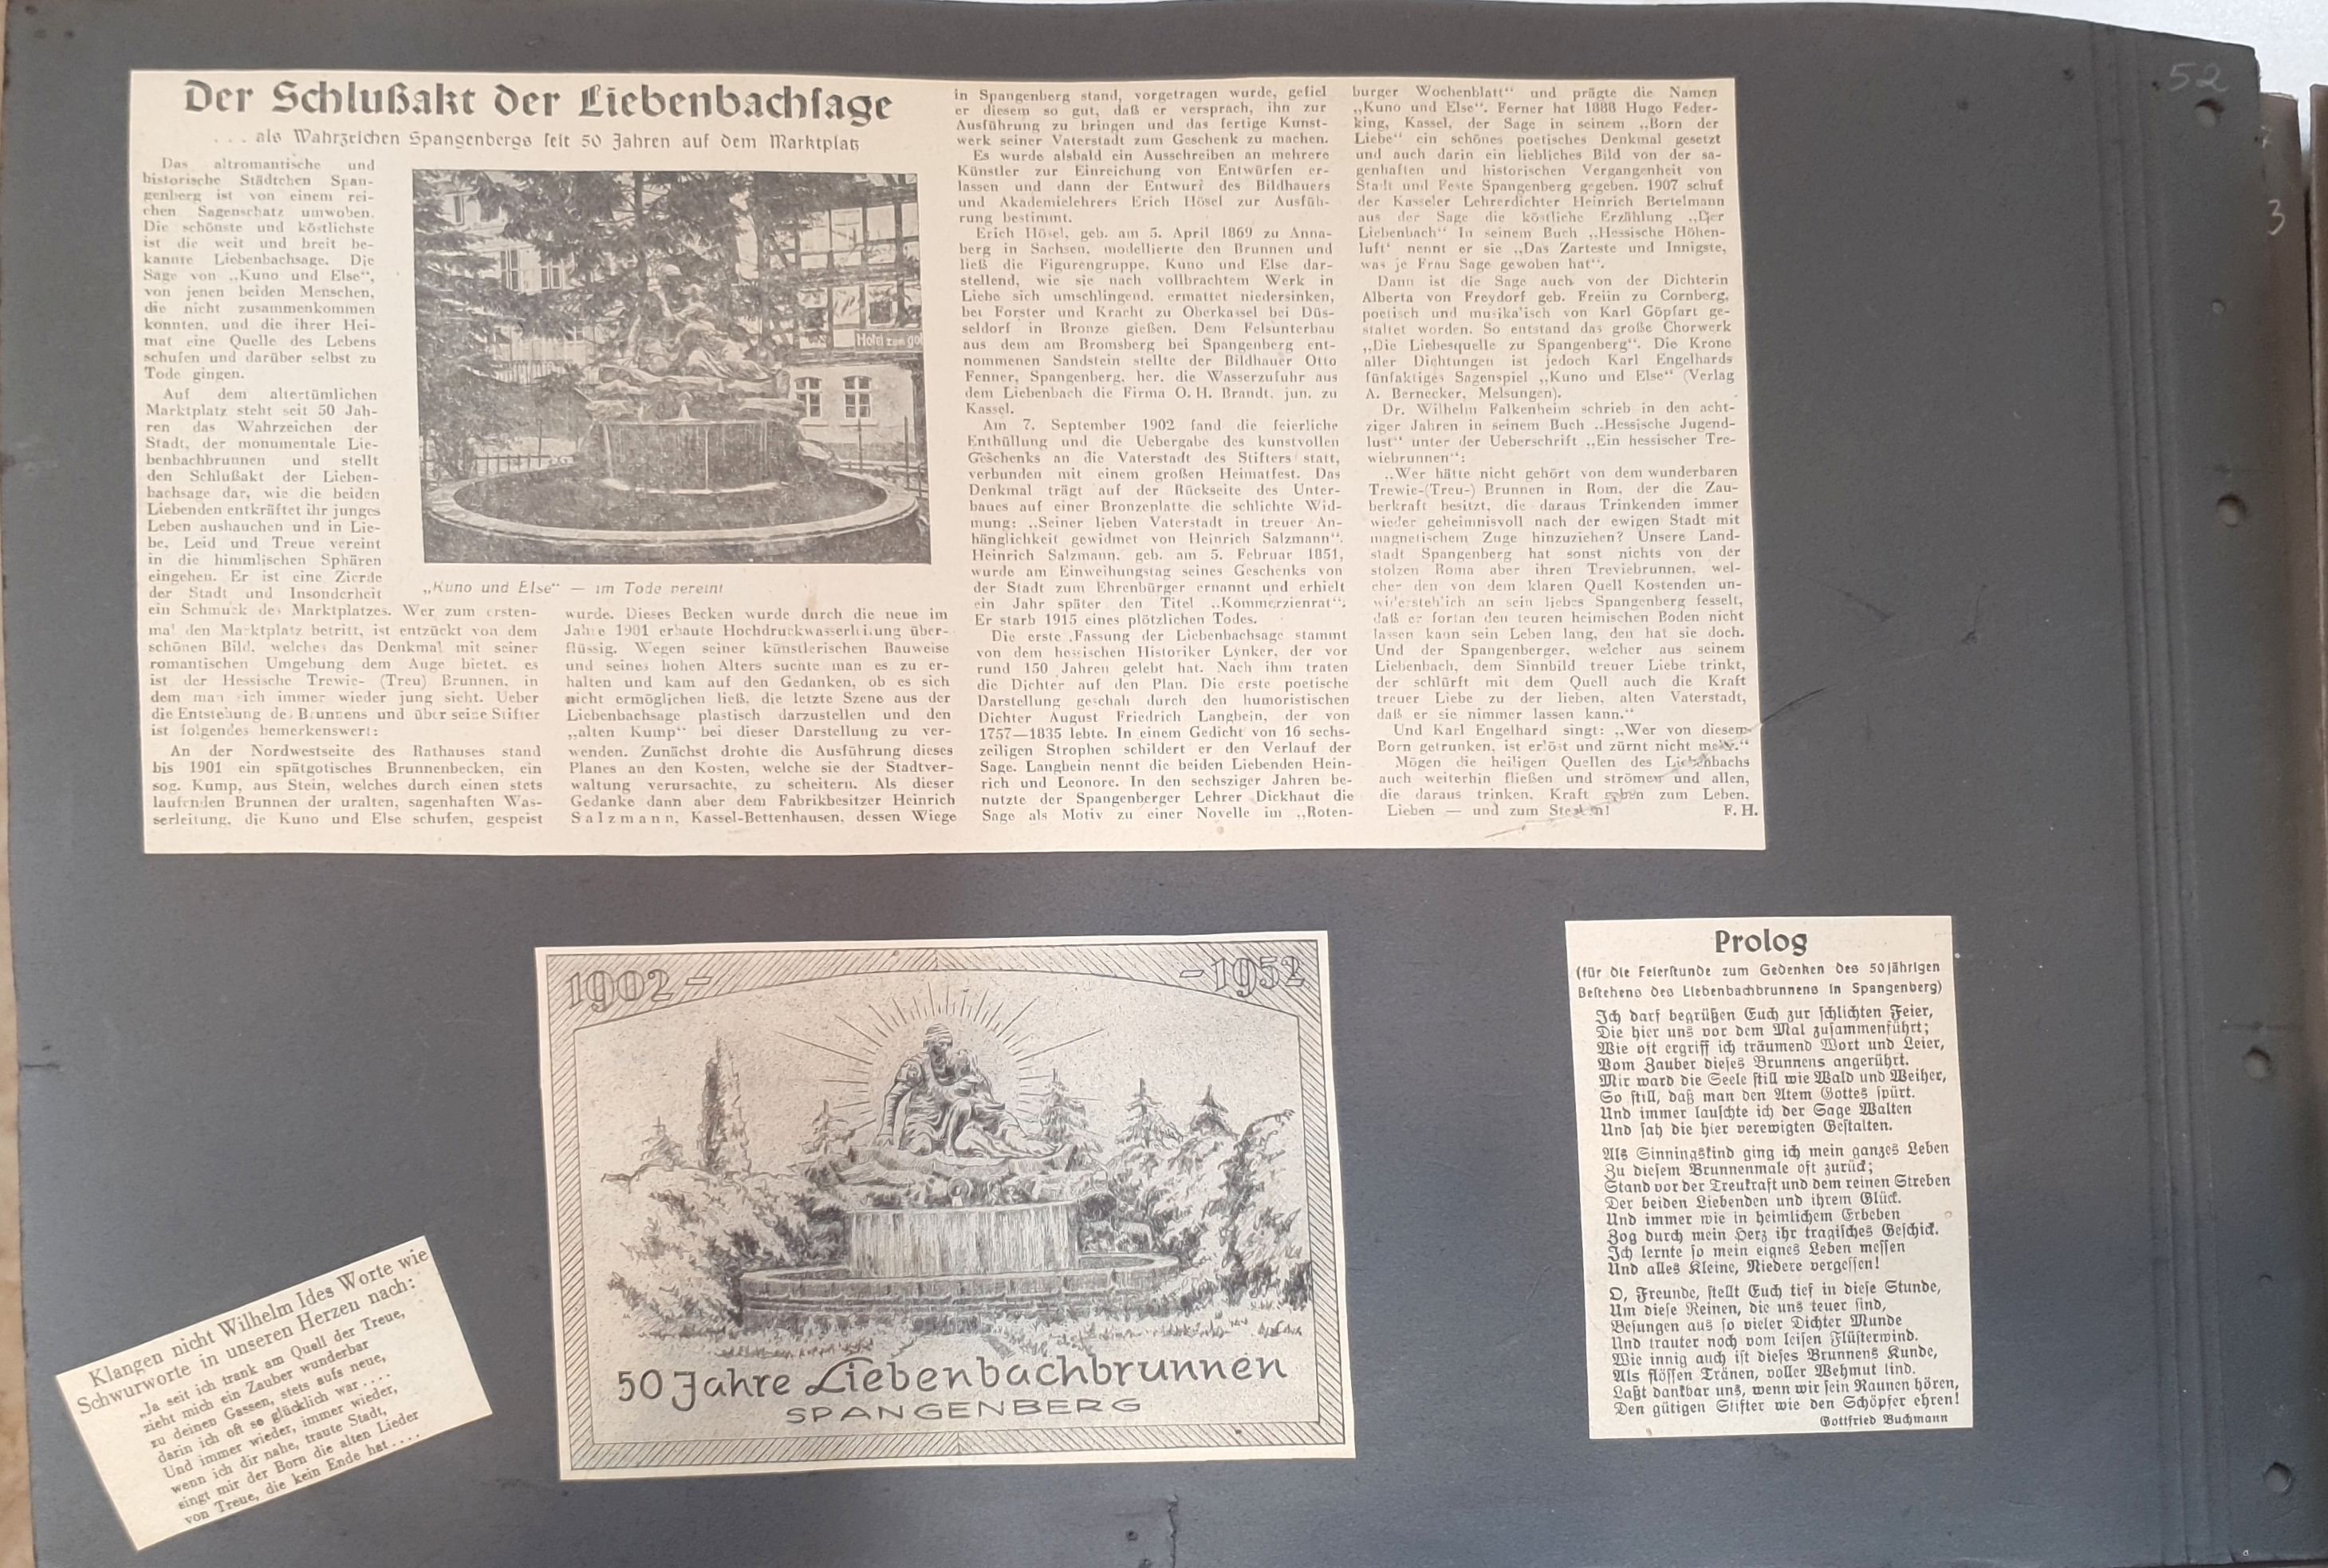 52
3
Der Schlußakt der Liebenbachsage
... als Wahrzeichen Spangenbergs seit 50 Jahren auf dem Marktplatz
Das altromantische und
historische Städtchen Span-
genberg ist von einem rei-
chen Sagenschatz umwoben.
Die schönste und köstlichste
ist die weit und breit be-
kannte Liebenbachsage. Die
Sage von „Kuno und Else“,
von jenen beiden Menschen,
die nicht zusammenkommen
konnten, und die ihrer Hei-
mat eine Quelle des Lebens
schufen und darüber selbst zu
Tode gingen.
Auf dem altertümlichen
Marktplatz steht seit 50 Jah-
ren das Wahrzeichen der
Stadt, der monumentale Lie-
benbachbrunnen und stellt
den Schlußakt der Lieben-
bachsage dar, wie die beiden
Liebenden entkräftet ihr junges
Leben aushauchen und in Lie-
be, Leid und Treue vereint
in die himmlischen Sphären
eingehen. Er ist eine Zierde
der Stadt und Insonderheit
ein Schmuck des Marktplatzes. Wer zum ersten-
mal den Marktplatz betritt, ist entzückt von dem
schönen Bild, welches das Denkmal mit seiner
romantischen Umgebung dem Auge bietet, es
ist der Hessische Trewie- (Treu) Brunnen, in
dem man sich immer wieder jung sieht. Ueber
die Entstehung des Brunnens und über seine Stifter
ist folgendes bemerkenswert:
An der Nordwestseite des Rathauses stand
bis 1901 ein spätgotisches Brunnenbecken, ein
sog. Kump, aus Stein, welches durch einen stets
laufenden Brunnen der uralten, sagenhaften Was-
serleitung, die Kuno und Else schufen, gespeist
Hotel zum gol
„Kuno und Else“ — im Tode vereint
wurde. Dieses Becken wurde durch die neue im
Jahre 1901 erbaute Hochdruckwasserleitung über-
flüssig. Wegen seiner künstlerischen Bauweise
und seines hohen Alters suchte man es zu er-
halten und kam auf den Gedanken, ob es sich
nicht ermöglichen ließ, die letzte Szene aus der
Liebenbachsage plastisch darzustellen und den
„alten Kump“ bei dieser Darstellung zu ver-
wenden. Zunächst drohte die Ausführung dieses
Planes an den Kosten, welche sie der Stadtver-
waltung verursachte, zu scheitern. Als dieser
Gedanke dann aber dem Fabrikbesitzer Heinrich
Salzmann, Kassel-Bettenhausen, dessen Wiege
in Spangenberg stand, vorgetragen wurde, gefiel
er diesem so gut, daß er versprach, ihn zur
Ausführung zu bringen und das fertige Kunst-
werk seiner Vaterstadt zum Geschenk zu machen.
Es wurde alsbald ein Ausschreiben an mehrere
Künstler zur Einreichung von Entwürfen er-
lassen und dann der Entwurf des Bildhauers
und Akademielehrers Erich Hösel zur Ausfüh-
rung bestimmt.
Erich Hösel, geb. am 5. April 1869 zu Anna-
berg in Sachsen, modellierte den Brunnen und
ließ die Figurengruppe, Kuno und Else dar-
stellend, wie sie nach vollbrachtem Werk in
Liebe sich umschlingend, ermattet niedersinken,
bei Forster und Kracht zu Oberkassel bei Düs-
seldorf in Bronze gießen. Dem Felsunterbau
aus dem am Bromsberg bei Spangenberg ent-
nommenen Sandstein stellte der Bildhauer Otto
Fenner, Spangenberg, her, die Wasserzufuhr aus
dem Liebenbach die Firma O. H. Brandt, jun. zu
Kassel.
Am 7. September 1902 fand die feierliche
Enthüllung und die Uebergabe des kunstvollen
Geschenks an die Vaterstadt des Stifters statt,
verbunden mit einem großen Heimatfest. Das
Denkmal trägt auf der Rückseite des Unter-
baues auf einer Bronzeplatte die schlichte Wid-
mung: „Seiner lieben Vaterstadt in treuer An-
hänglichkeit gewidmet von Heinrich Salzmann“.
Heinrich Salzmann, geb. am 5. Februar 1851,
wurde am Einweihungstag seines Geschenks von
der Stadt zum Ehrenbürger ernannt und erhielt
ein Jahr später den Titel „Kommerzienrat“.
Er starb 1915 eines plötzlichen Todes.
Die erste Fassung der Liebenbachsage stammt
von dem hessischen Historiker Lynker, der vor
rund 150 Jahren gelebt hat. Nach ihm traten
die Dichter auf den Plan. Die erste poetische
Darstellung geschah durch den humoristischen
Dichter August Friedrich Langbein, der von
1757—1835 lebte. In einem Gedicht von 16 sechs-
zeiligen Strophen schildert er den Verlauf der
Sage. Langbein nennt die beiden Liebenden Hein-
rich und Leonore. In den sechsziger Jahren be-
nutzte der Spangenberger Lehrer Dickhaut die
Sage als Motiv zu einer Novelle im „Roten-
burger Wochenblatt“ und prägte die Namen
„Kuno und Else“. Ferner hat 1888 Hugo Feder-
king, Kassel, der Sage in seinem „Born der
Liebe“ ein schönes poetisches Denkmal gesetzt
und auch darin ein liebliches Bild von der sa-
genhaften und historischen Vergangenheit von
Stadt und Feste Spangenberg gegeben. 1907 schuf
der Kasseler Lehrerdichter Heinrich Bertelmann
aus der Sage die köstliche Erzählung „Der
Liebenbach“ In seinem Buch „Hessische Höhen-
luft“ nennt er sie „Das Zarteste und Innigste,
was je Frau Sage gewoben hat“.
Dann ist die Sage auch von der Dichterin
Alberta von Freydorf geb. Freiin zu Cornberg,
poetisch und musikalisch von Karl Göpfart ge-
staltet worden. So entstand das große Chorwerk
„Die Liebesquelle zu Spangenberg“. Die Krone
aller Dichtungen ist jedoch Karl Engelhards
fünfaktiges Sagenspiel „Kuno und Else“ (Verlag
A. Bernecker, Melsungen).
Dr. Wilhelm Falkenheim schrieb in den acht-
ziger Jahren in seinem Buch „Hessische Jugend-
lust“ unter der Ueberschrift „Ein hessischer Tre-
wiebrunnen“:
„Wer hätte nicht gehört von dem wunderbaren
Trewie-(Treu-) Brunnen in Rom, der die Zau-
berkraft besitzt, die daraus Trinkenden immer
wieder geheimnisvoll nach der ewigen Stadt mit
magnetischem Zuge hinzuziehen? Unsere Land-
stadt Spangenberg hat sonst nichts von der
stolzen Roma aber ihren Treviebrunnen, wel-
cher den von dem klaren Quell Kostenden un-
widerstehlich an sein liebes Spangenberg fesselt,
daß er fortan den teuren heimischen Boden nicht
lassen kann sein Leben lang, den hat sie doch.
Und der Spangenberger, welcher aus seinem
Liebenbach, dem Sinnbild treuer Liebe trinkt,
der schlürft mit dem Quell auch die Kraft
treuer Liebe zu der lieben, alten Vaterstadt,
daß er sie nimmer lassen kann.“
Und Karl Engelhard singt: „Wer von diesem
Born getrunken, ist erlöst und zürnt nicht mehr.“
Mögen die heiligen Quellen des Liebenbachs
auch weiterhin fließen und strömen und allen,
die daraus trinken, Kraft geben zum Leben,
Lieben — und zum Sterben! F. H.
1902 – – 1952
50 Jahre Liebenbachbrunnen
SPANGENBERG
Prolog
(für die Feierstunde zum Gedenken des 50jährigen
Bestehens des Liebenbachbrunnens in Spangenberg)
Ich darf begrüßen Euch zur schlichten Feier,
Die hier uns vor dem Mal zusammenführt;
Wie oft ergriff ich träumend Wort und Leier,
Vom Zauber dieses Brunnens angerührt.
Mir ward die Seele still wie Wald und Weiher,
So still, daß man den Atem Gottes spürt.
Und immer lauschte ich der Sage Walten
Und sah die hier verewigten Gestalten.
Als Sinningskind ging ich mein ganzes Leben
Zu diesem Brunnenmale oft zurück;
Stand vor der Treukraft und dem reinen Streben
Der beiden Liebenden und ihrem Glück.
Und immer wie in heimlichem Erbeben
Zog durch mein Herz ihr tragisches Geschick.
Ich lernte so mein eignes Leben messen
Und alles Kleine, Niedere vergessen!
O, Freunde, stellt Euch tief in diese Stunde,
Um diese Reinen, die uns teuer sind,
Besungen aus so vieler Dichter Munde
Und trauter noch vom leisen Flüsterwind.
Wie innig auch ist dieses Brunnens Kunde,
Als flössen Tränen, voller Wehmut lind.
Laßt dankbar uns, wenn wir sein Raunen hören,
Den gütigen Stifter wie den Schöpfer ehren!
Gottfried Buchmann
Klangen nicht Wilhelm Ides Worte wie
Schwurworte in unseren Herzen nach:
„Ja seit ich trank am Quell der Treue,
zieht mich ein Zauber wunderbar
zu deinen Gassen, stets aufs neue,
darin ich oft so glücklich war . . . .
Und immer wieder, immer wieder,
wenn ich dir nahe, traute Stadt,
singt mir der Born die alten Lieder
von Treue, die kein Ende hat . . . .